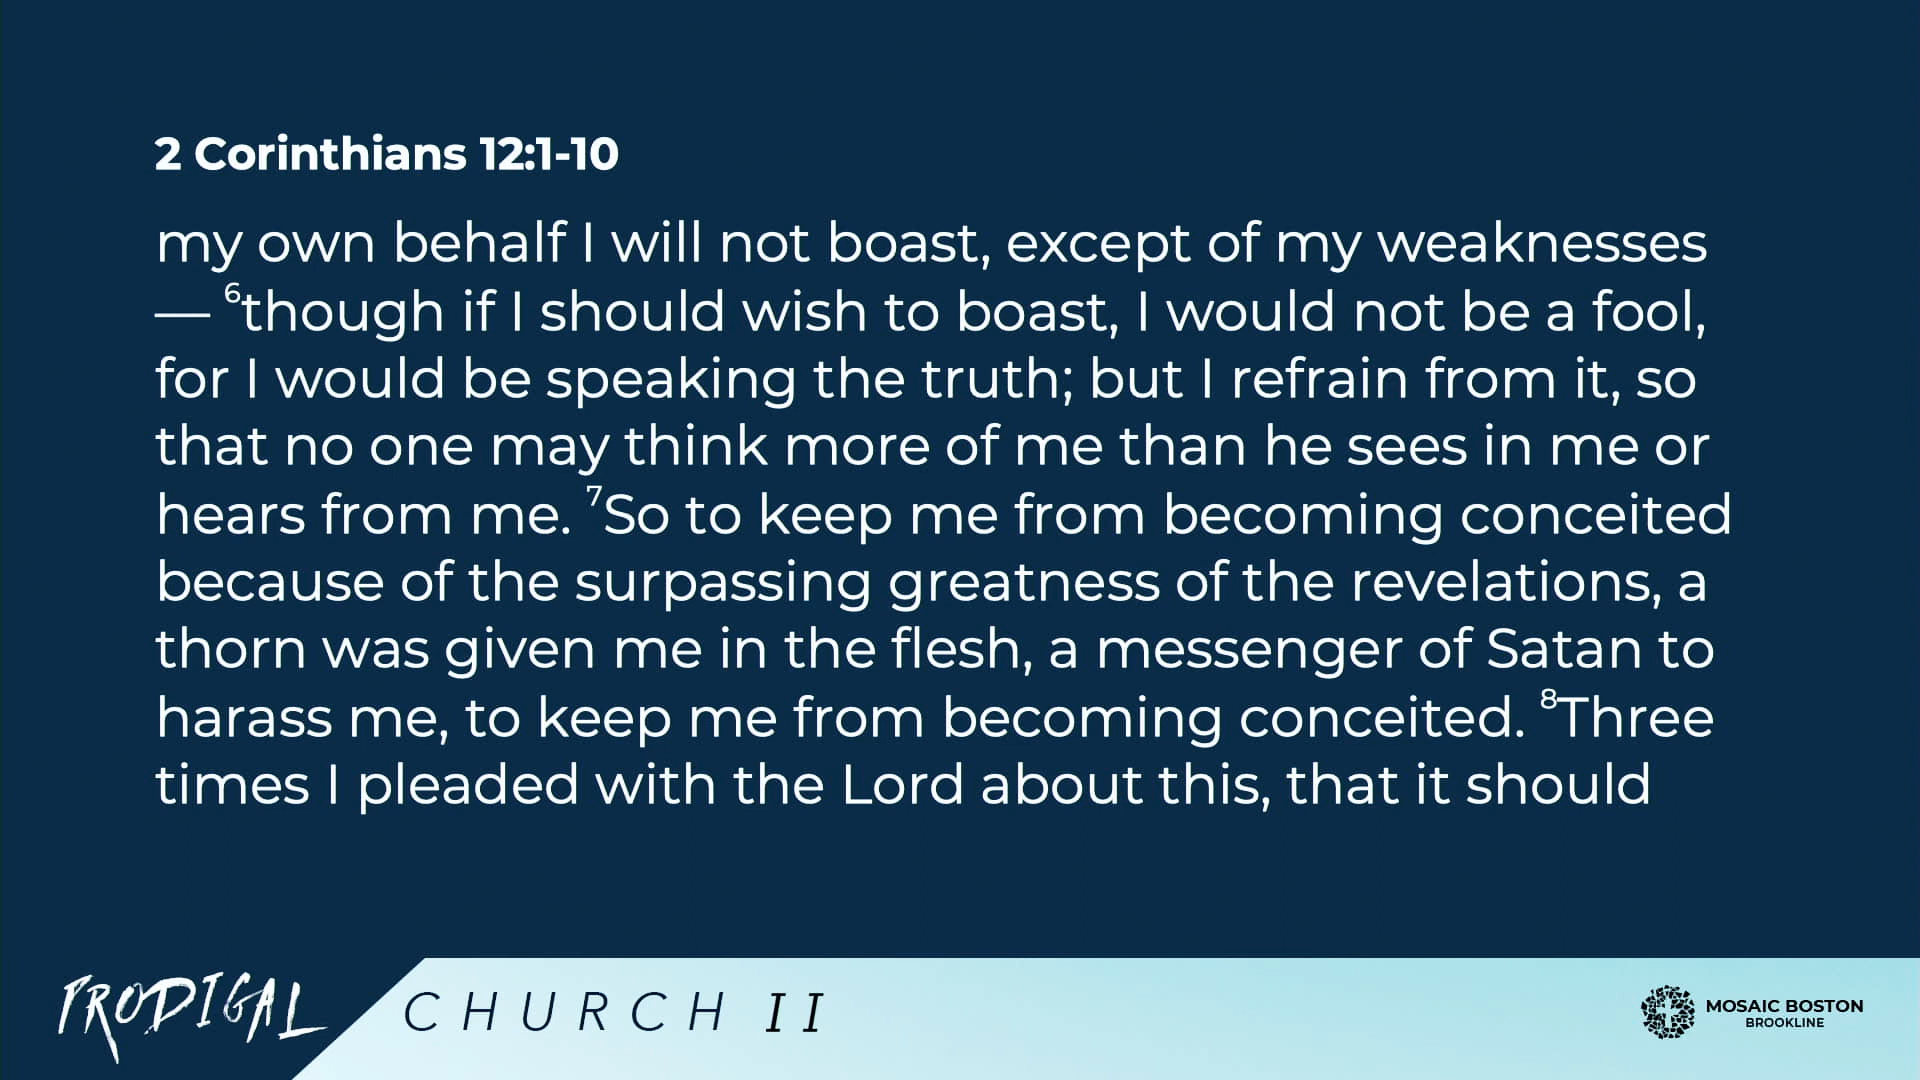 2 Corinthians 12:1-10
my own behalf I will not boast, except of my weaknesses
— 6though if I should wish to boast, I would not be a fool,
for I would be speaking the truth; but I refrain from it, so
that no one may think more of me than he sees in me or
hears from me. 7So to keep me from becoming conceited
because of the surpassing greatness of the revelations, a
thorn was given me in the flesh, a messenger of Satan to
harass me, to keep me from becoming conceited. 8Three
times I pleaded with the Lord about this, that it should
PRODIGAL CHURCH II
MOSAIC BOSTON
BROOKLINE